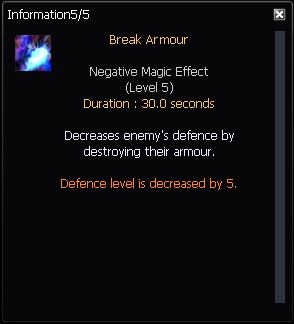 Information5/5
Break Armour
Negative Magic Effect
(Level 5)
Duration : 30.0 seconds
Decreases enemy's defence by
destroying their armour.
Defence level is decreased by 5.